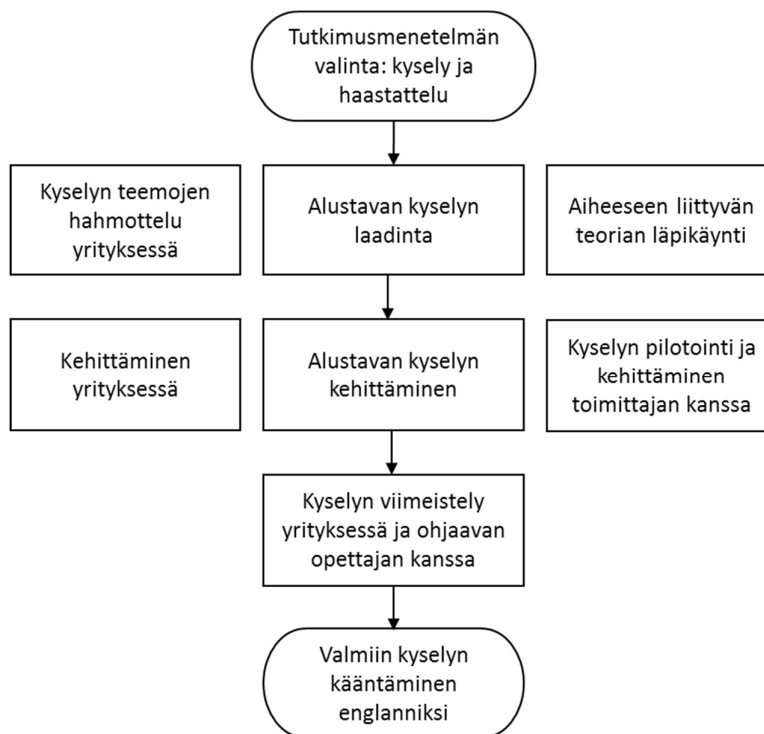 Tutkimusmenetelmän
valinta: kysely ja
haastattelu
Kyselyn teemojen
hahmottelu
yrityksessä
Alustavan kyselyn
laadinta
Aiheeseen liittyvän
teorian läpikäynti
Kehittäminen
yrityksessä
Alustavan kyselyn
kehittäminen
Kyselyn pilotointi ja
kehittäminen
toimittajan kanssa
Kyselyn viimeistely
yrityksessä ja ohjaavan
opettajan kanssa
Valmiin kyselyn
kääntäminen
englanniksi